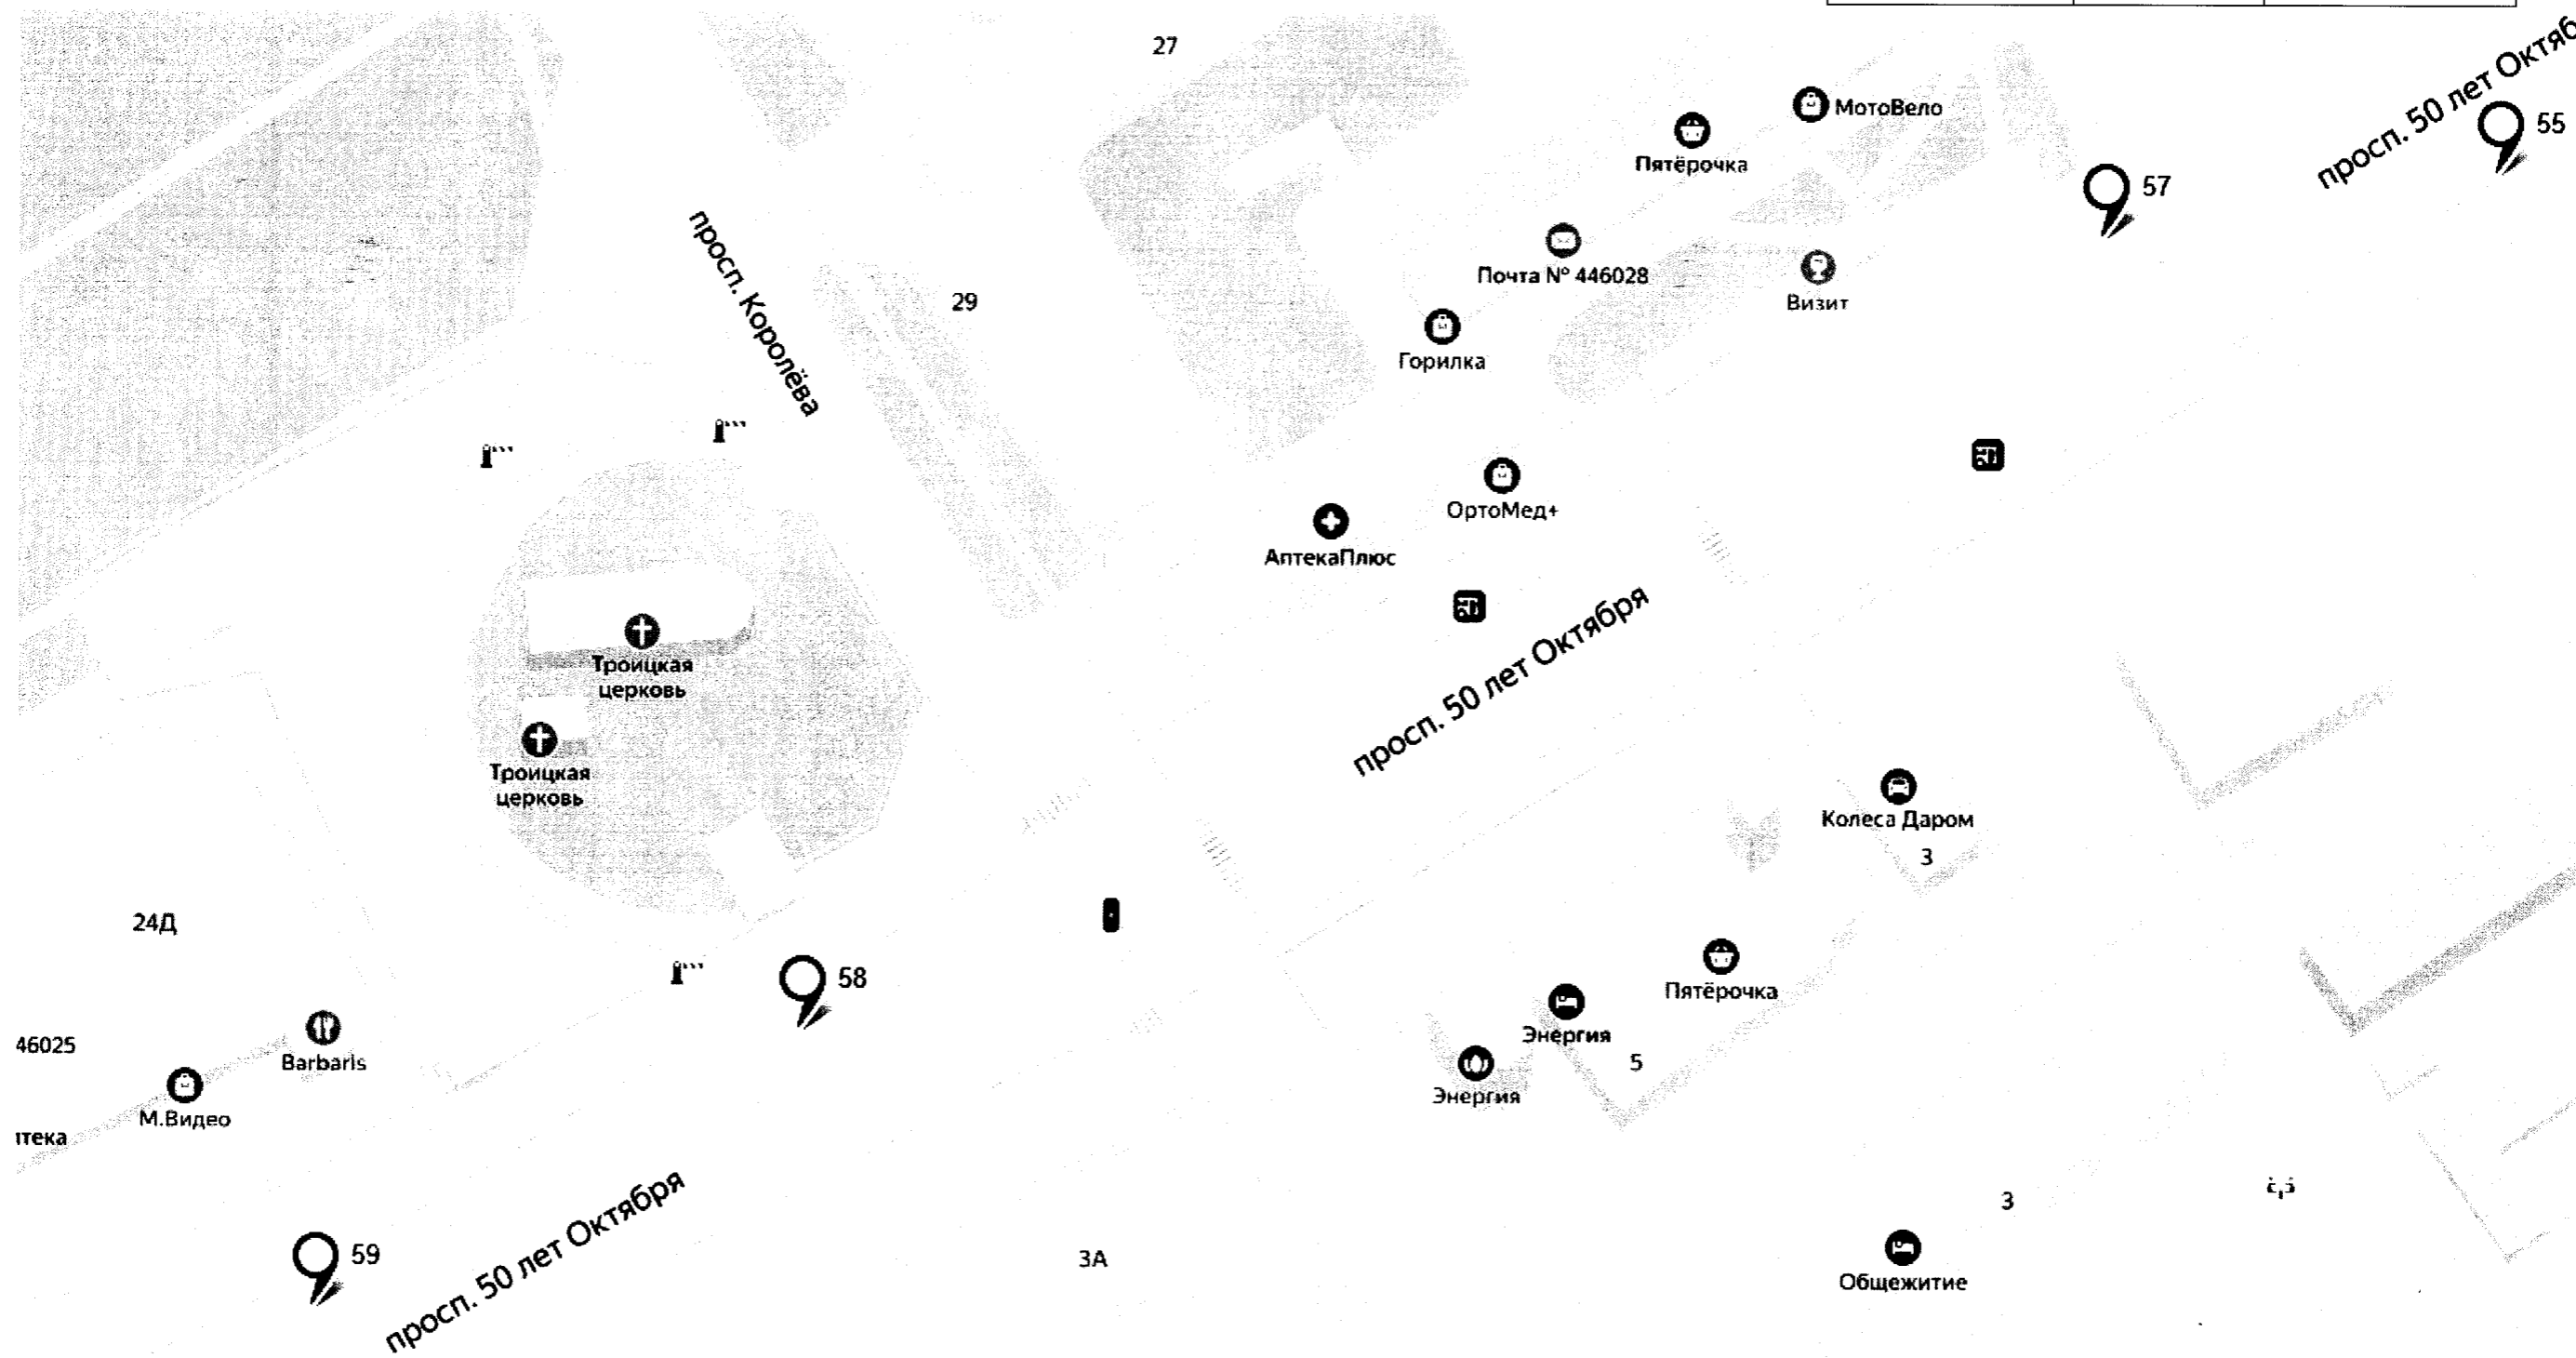 27
просп. 50 лет Октяб
МотоВело
55
Пятёрочка
57
просп. Королёва
Почта № 446028
29
Визит
Горилка
ОртоМед+
АптекаПлюс
просп. 50 лет Октября
Троицкая
церковь
Троицкая
церковь
Колеса Даром
3
24Д
58
Пятёрочка
Энергия
5
46025
Barbaris
Энергия
М.Видео
птека
просп. 50 лет Октября
3
59
3А
Общежитие